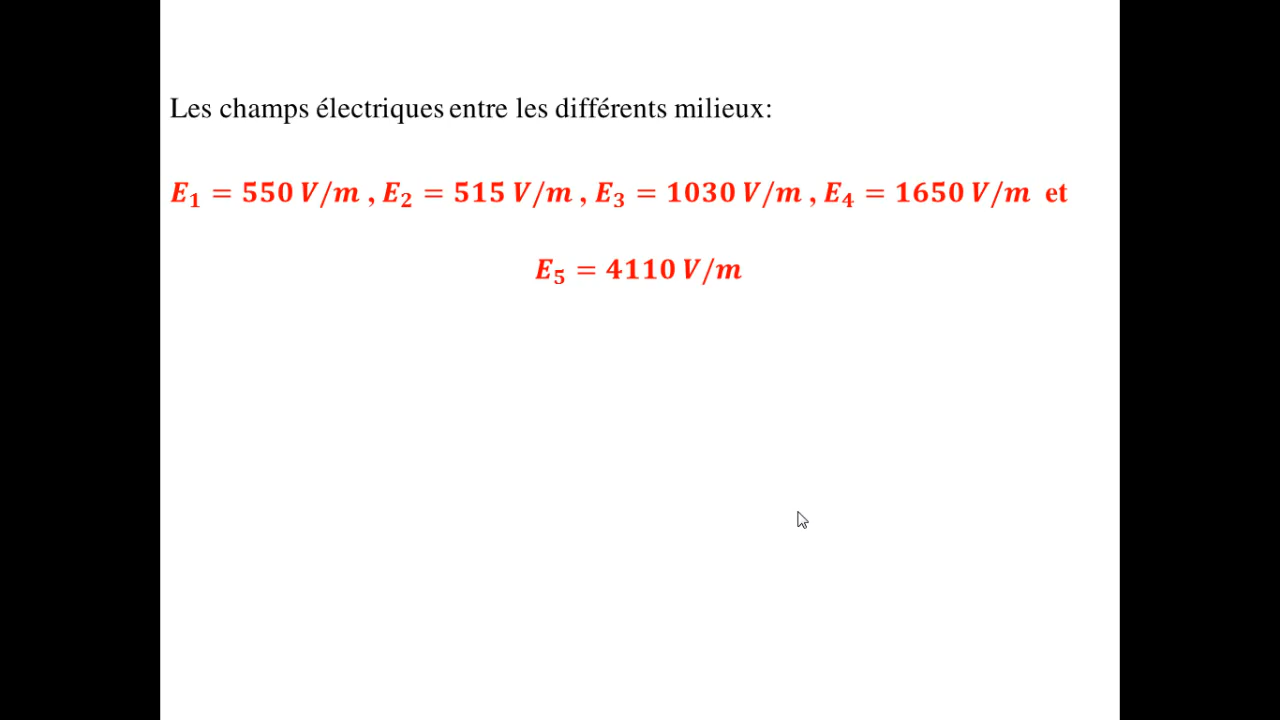 Les champs électriques entre les différents milieux:
E₁ = 550 V/m , E₂ = 515 V/m , E₃ = 1030 V/m , E₄ = 1650 V/m et
E₅ = 4110 V/m